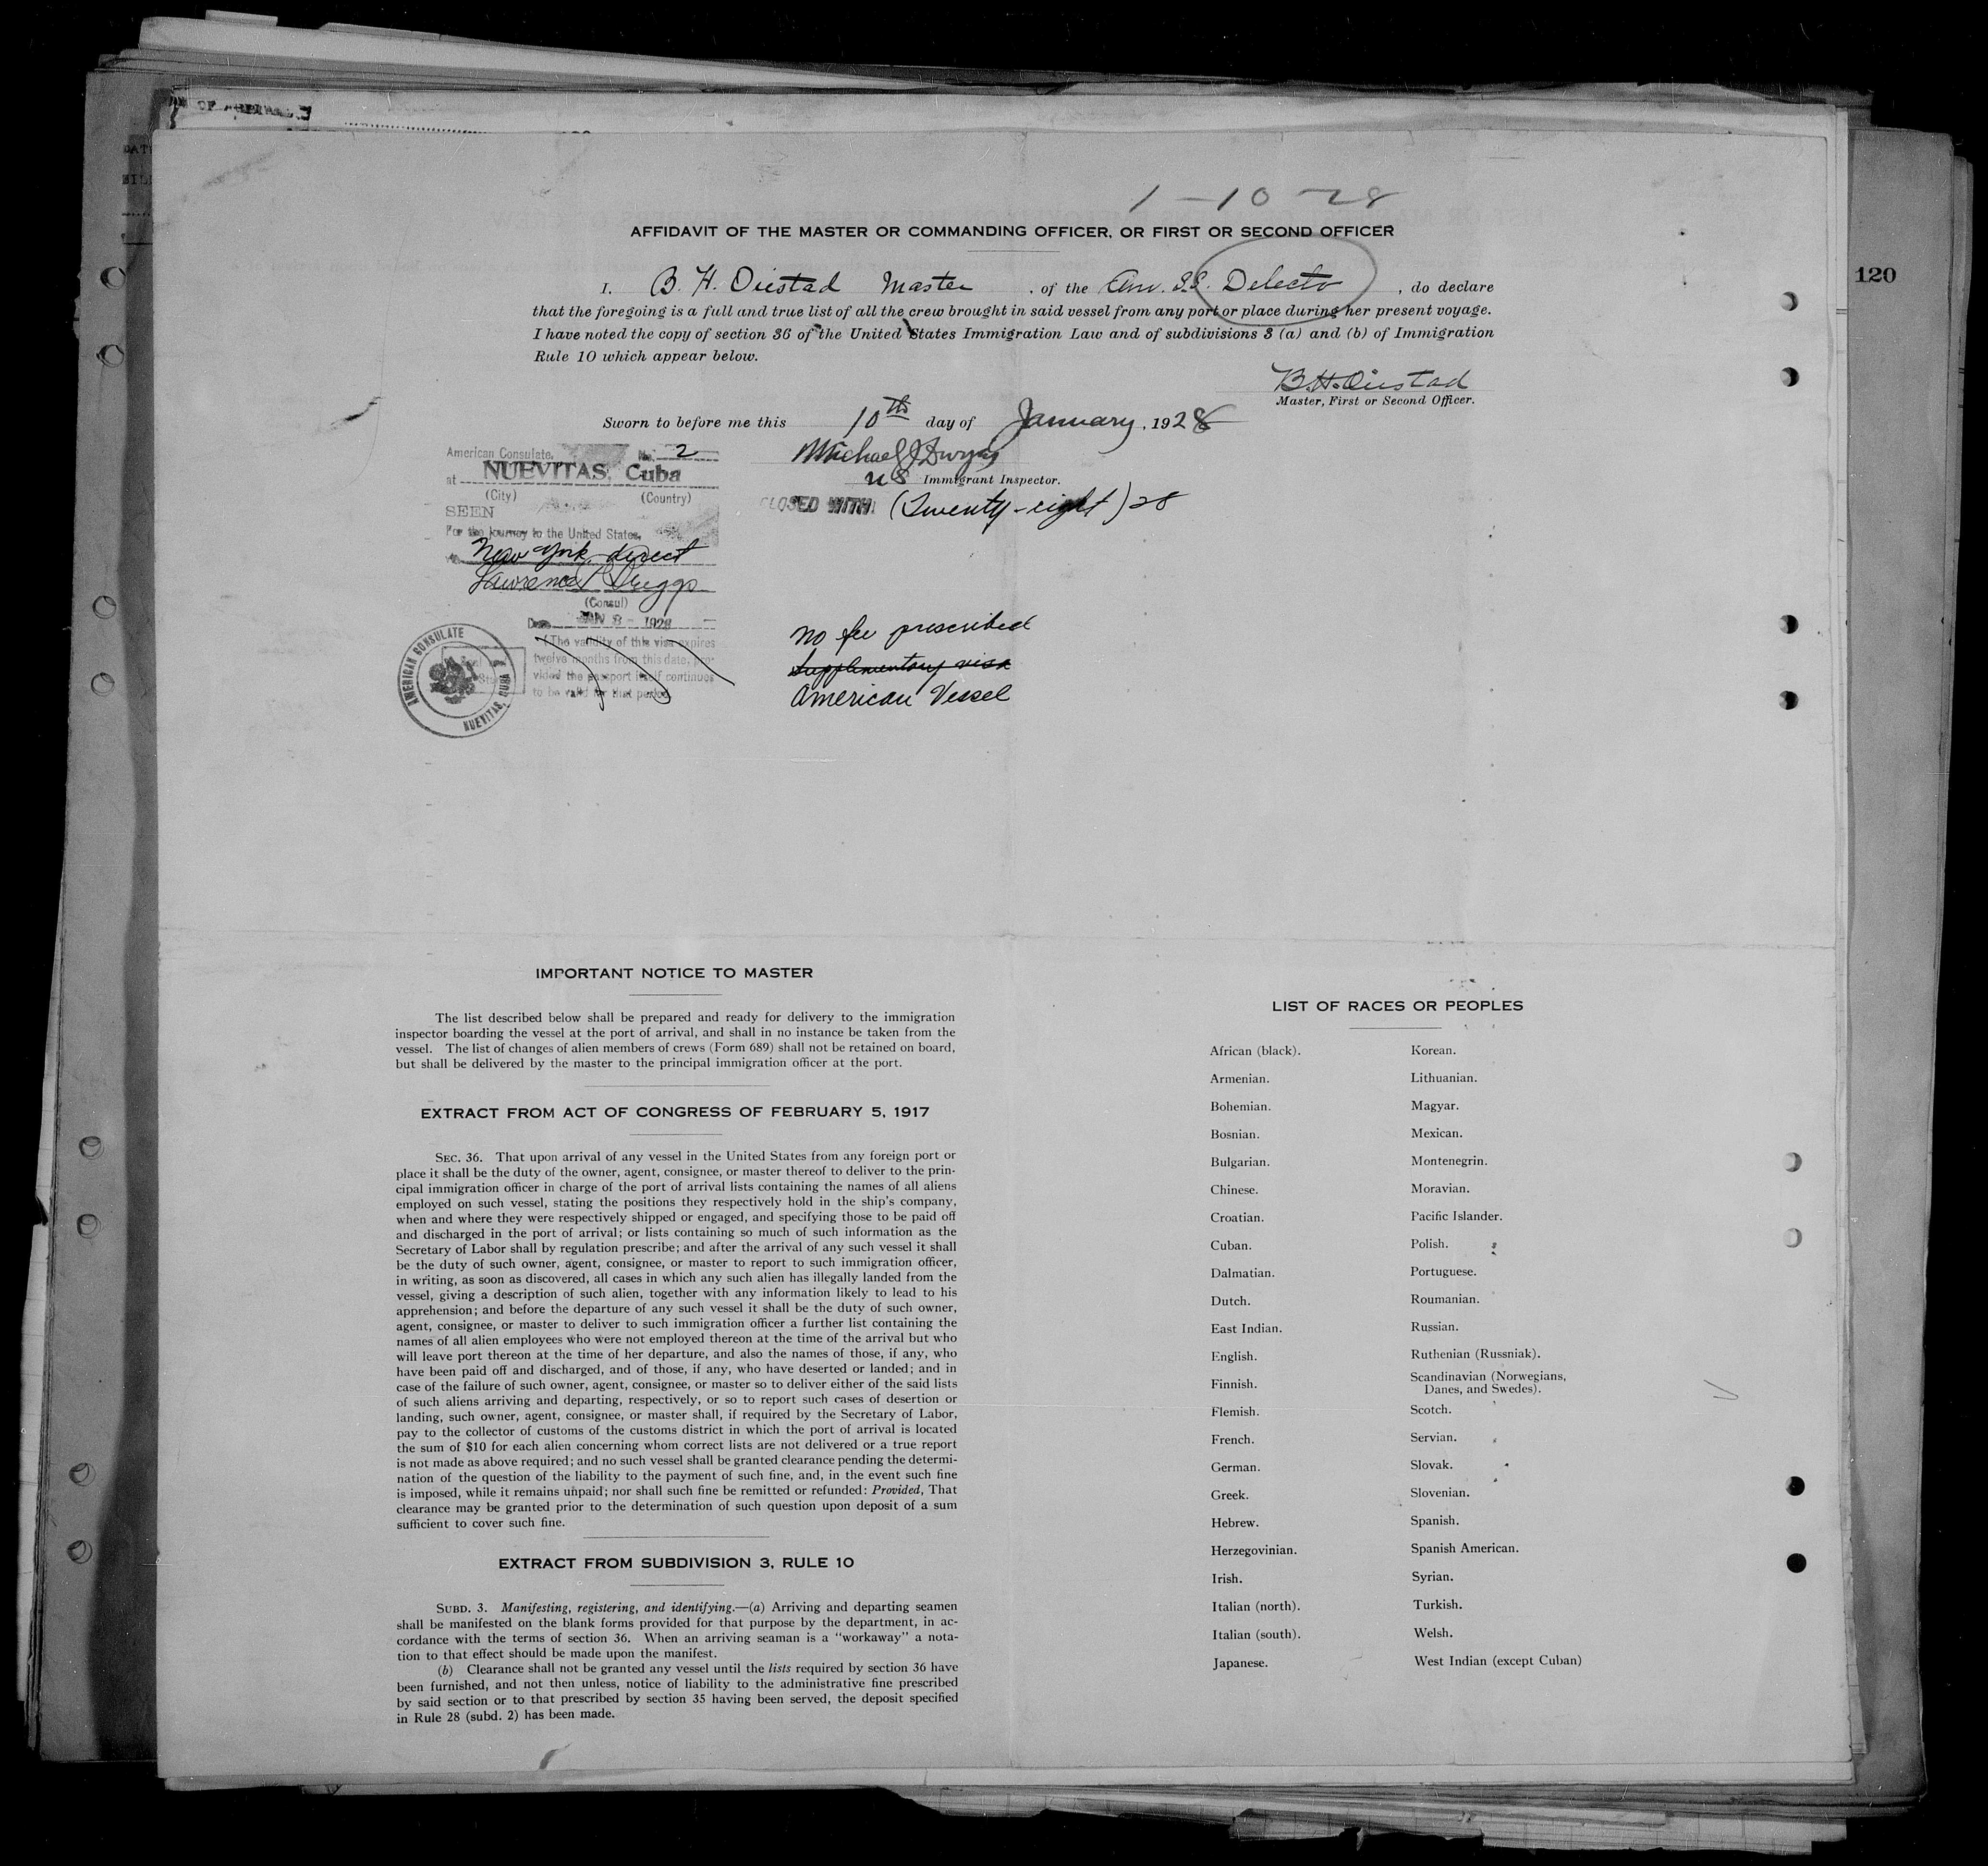 OF
DAT
120
1-10-28
AFFIDAVIT OF THE MASTER OR COMMANDING OFFICER, OR FIRST OR SECOND OFFICER
I, B. H. Oiestad Master, of the Am. S.S. Delecto, do declare
that the foregoing is a full and true list of all the crew brought in said vessel from any port or place during her present voyage.
I have noted the copy of section 36 of the United States Immigration Law and of subdivisions 3 (a) and (b) of Immigration
Rule 10 which appear below.
B. H. Oiestad
Master, First or Second Officer.
Sworn to before me this 10th day of January, 1928
Michael J Dwyer
US Immigrant Inspector.
CLOSED WITH (Twenty-eight) 28
American Consulate, No. 2
at NUEVITAS, Cuba
(City) (Country)
SEEN
For the journey to the United States,
New York direct
Lawrence P. Briggs
(Consul)
Date JAN 8 - 1928
(The validity of this visa expires
twelve months from this date, pro-
vided the passport itself continues
to be valid for that period.
AMERICAN CONSULATE
NUEVITAS, CUBA
no fee prescribed
Supplementary visa
American Vessel
IMPORTANT NOTICE TO MASTER
The list described below shall be prepared and ready for delivery to the immigration
inspector boarding the vessel at the port of arrival, and shall in no instance be taken from the
vessel. The list of changes of alien members of crews (Form 689) shall not be retained on board,
but shall be delivered by the master to the principal immigration officer at the port.
EXTRACT FROM ACT OF CONGRESS OF FEBRUARY 5, 1917
SEC. 36. That upon arrival of any vessel in the United States from any foreign port or
place it shall be the duty of the owner, agent, consignee, or master thereof to deliver to the prin-
cipal immigration officer in charge of the port of arrival lists containing the names of all aliens
employed on such vessel, stating the positions they respectively hold in the ship's company,
when and where they were respectively shipped or engaged, and specifying those to be paid off
and discharged in the port of arrival; or lists containing so much of such information as the
Secretary of Labor shall by regulation prescribe; and after the arrival of any such vessel it shall
be the duty of such owner, agent, consignee, or master to report to such immigration officer,
in writing, as soon as discovered, all cases in which any such alien has illegally landed from the
vessel, giving a description of such alien, together with any information likely to lead to his
apprehension; and before the departure of any such vessel it shall be the duty of such owner,
agent, consignee, or master to deliver to such immigration officer a further list containing the
names of all alien employees who were not employed thereon at the time of the arrival but who
will leave port thereon at the time of her departure, and also the names of those, if any, who
have been paid off and discharged, and of those, if any, who have deserted or landed; and in
case of the failure of such owner, agent, consignee, or master so to deliver either of the said lists
of such aliens arriving and departing, respectively, or so to report such cases of desertion or
landing, such owner, agent, consignee, or master shall, if required by the Secretary of Labor,
pay to the collector of customs of the customs district in which the port of arrival is located
the sum of $10 for each alien concerning whom correct lists are not delivered or a true report
is not made as above required; and no such vessel shall be granted clearance pending the determi-
nation of the question of the liability to the payment of such fine, and, in the event such fine
is imposed, while it remains unpaid; nor shall such fine be remitted or refunded: Provided, That
clearance may be granted prior to the determination of such question upon deposit of a sum
sufficient to cover such fine.
EXTRACT FROM SUBDIVISION 3, RULE 10
SUBD. 3. Manifesting, registering, and identifying.—(a) Arriving and departing seamen
shall be manifested on the blank forms provided for that purpose by the department, in ac-
cordance with the terms of section 36. When an arriving seaman is a "workaway" a nota-
tion to that effect should be made upon the manifest.
(b) Clearance shall not be granted any vessel until the lists required by section 36 have
been furnished, and not then unless, notice of liability to the administrative fine prescribed
by said section or to that prescribed by section 35 having been served, the deposit specified
in Rule 28 (subd. 2) has been made.
LIST OF RACES OR PEOPLES
African (black).
Armenian.
Bohemian.
Bosnian.
Bulgarian.
Chinese.
Croatian.
Cuban.
Dalmatian.
Dutch.
East Indian.
English.
Finnish.
Flemish.
French.
German.
Greek.
Hebrew.
Herzegovinian.
Irish.
Italian (north).
Italian (south).
Japanese.
Korean.
Lithuanian.
Magyar.
Mexican.
Montenegrin.
Moravian.
Pacific Islander.
Polish.
Portuguese.
Roumanian.
Russian.
Ruthenian (Russniak).
Scandinavian (Norwegians,
Danes, and Swedes).
Scotch.
Servian.
Slovak.
Slovenian.
Spanish.
Spanish American.
Syrian.
Turkish.
Welsh.
West Indian (except Cuban)